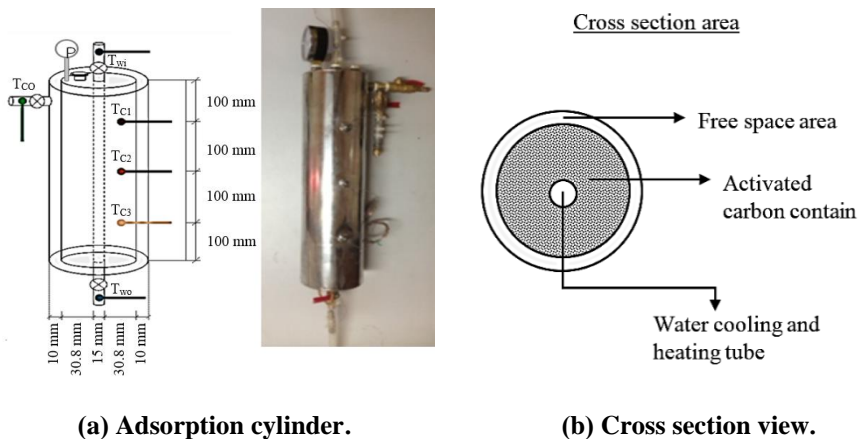 Cross section area
T_wi
T_CO
100 mm
T_C1
100 mm
T_C2
100 mm
T_C3
100 mm
T_wo
10 mm
30.8 mm
15 mm
30.8 mm
10 mm
Free space area
Activated
carbon contain
Water cooling and
heating tube
(a) Adsorption cylinder.
(b) Cross section view.